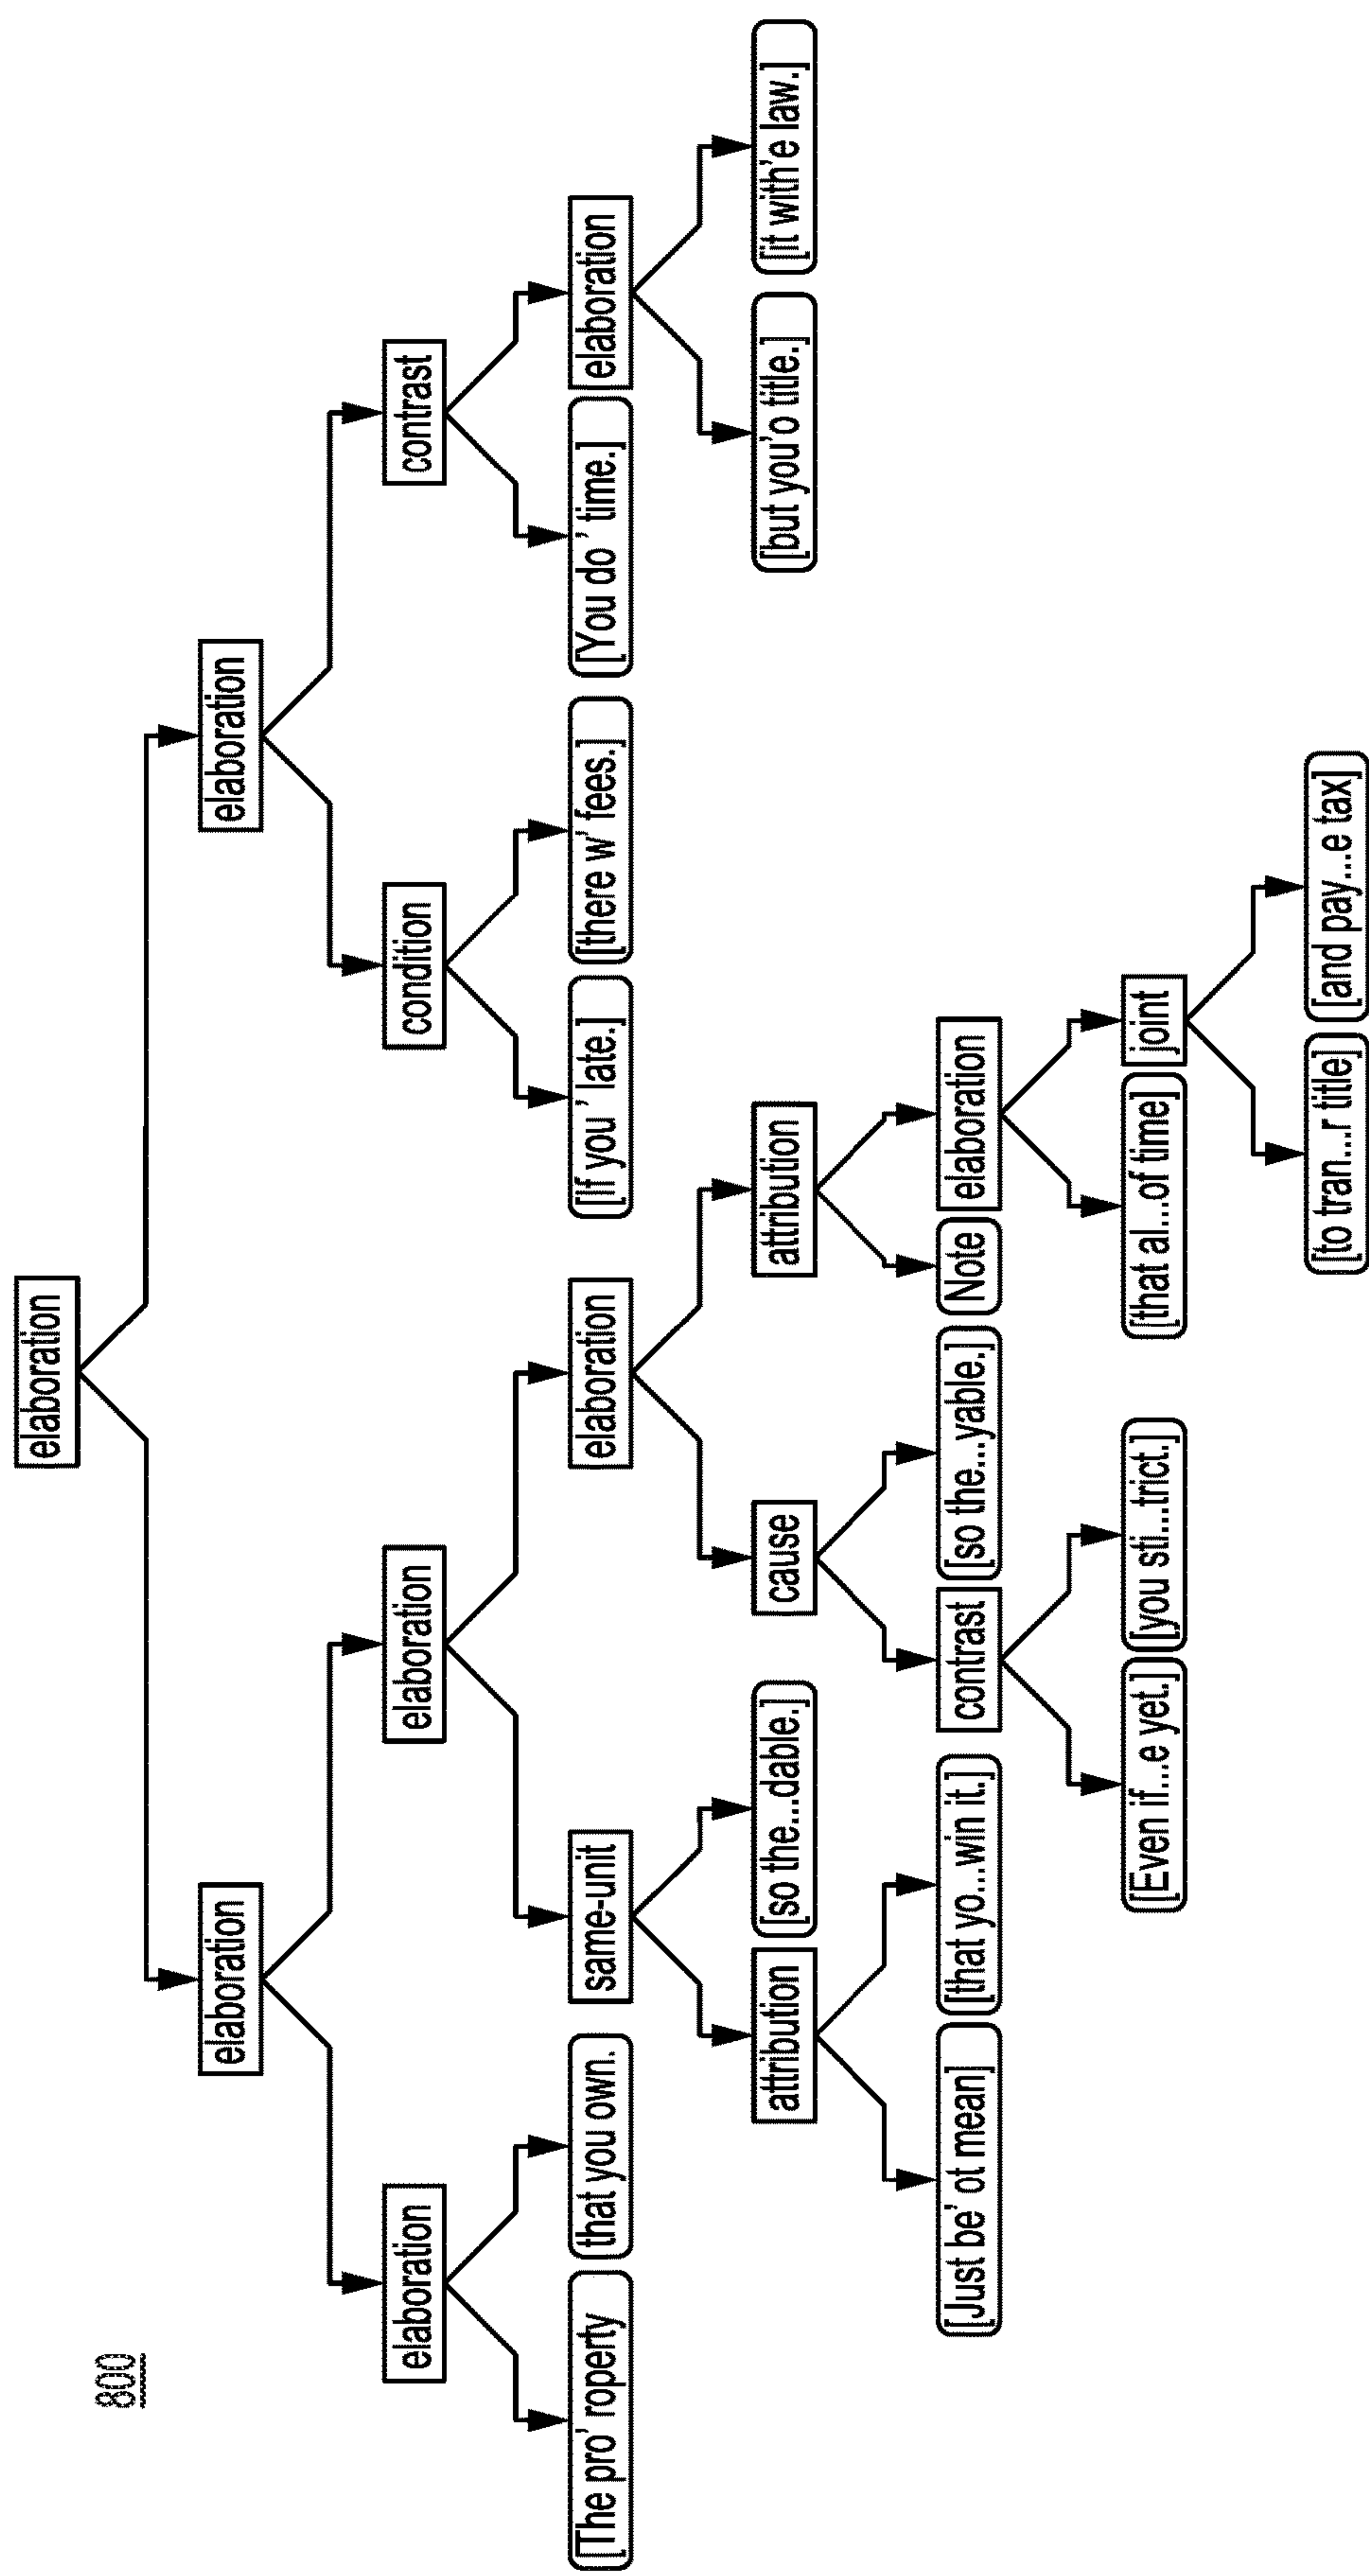 800
elaboration
elaboration
elaboration
elaboration
elaboration
condition
contrast
[The pro' roperty
[that you own.
same-unit
elaboration
[If you ' late.]
[there w' fees.]
[You do ' time.]
elaboration
attribution
[so the...dable.]
cause
attribution
[but you'o title.]
[it with'e law.]
[Just be' ot mean]
[that yo...win it.]
contrast
[so the...yable.]
Note
elaboration
[Even if...e yet.]
[you sti...trict.]
[that al...of time]
joint
[to tran...r title]
[and pay...e tax]